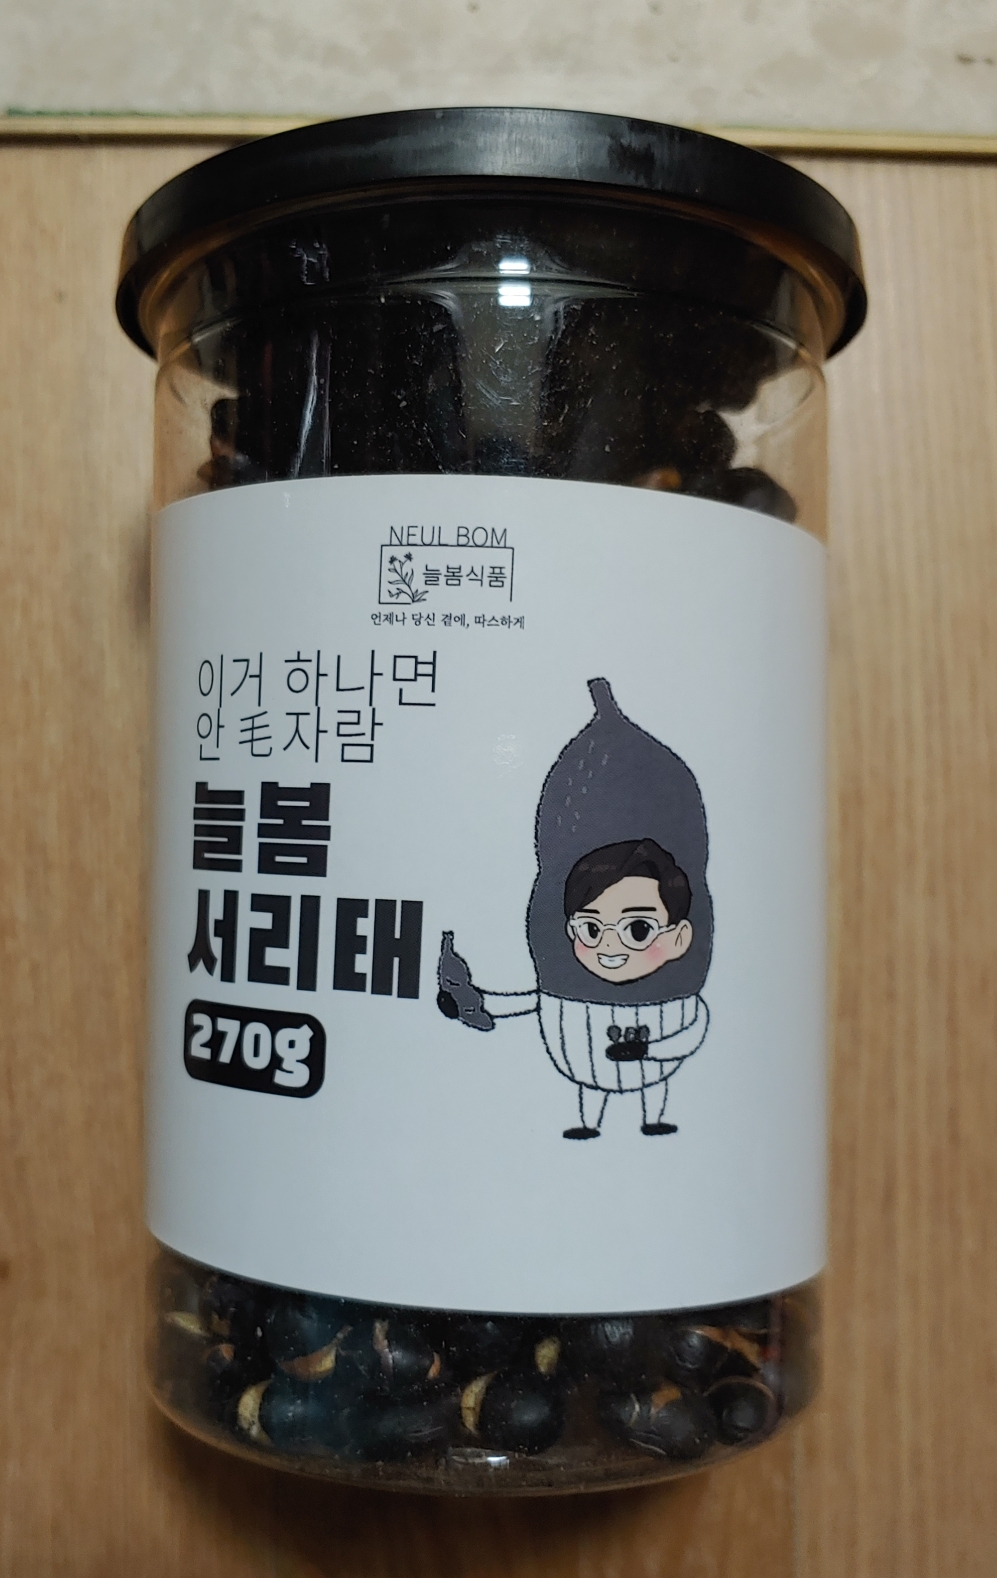 NEUL BOM
늘봄식품
언제나 당신 곁에, 따스하게
이거 하나면
안 毛자람
늘봄
서리태
270g